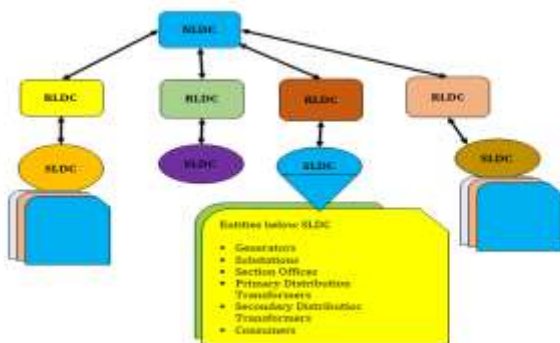 NLDC
RLDC
RLDC
RLDC
RLDC
SLDC
SLDC
SLDC
SLDC
Entities below SLDC
• Generators
• Substations
• Section Offices
• Primary Distribution
Transformers
• Secondary Distribution
Transformers
• Consumers